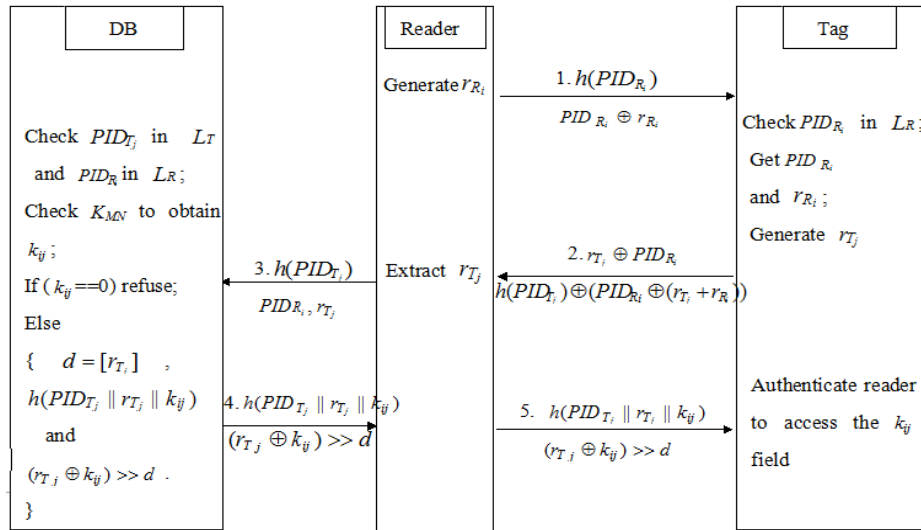 DB
Reader
Tag
Generate r_{R_i}
1. h(PID_{R_i})
PID_{R_i} ⊕ r_{R_i}
Check PID_{T_j} in L_T
and PID_{R_i} in L_R ;
Check K_{MN} to obtain
k_{ij} ;
If ( k_{ij} ==0) refuse;
Else
{ d = [r_{T_i}] ,
h(PID_{T_j} || r_{T_j} || k_{ij})
and
(r_{T_j} ⊕ k_{ij}) >> d .
}
Check PID_{R_i} in L_R ;
Get PID_{R_i}
and r_{R_i} ;
Generate r_{T_j}
2. r_{T_i} ⊕ PID_{R_i}
h(PID_{T_i}) ⊕ (PID_{Ri} ⊕ (r_{T_i} + r_R))
Extract r_{T_j}
3. h(PID_{T_i})
PID_{R_i} , r_{T_j}
4. h(PID_{T_j} || r_{T_j} || k_{ij})
(r_{T_j} ⊕ k_{ij}) >> d
5. h(PID_{T_i} || r_{T_i} || k_{ij})
(r_{T_j} ⊕ k_{ij}) >> d
Authenticate reader
to access the k_{ij}
field